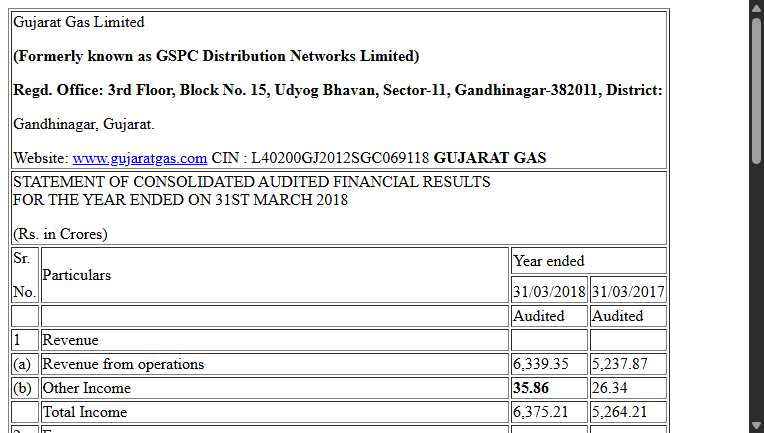 Gujarat Gas Limited
(Formerly known as GSPC Distribution Networks Limited)
Regd. Office: 3rd Floor, Block No. 15, Udyog Bhavan, Sector-11, Gandhinagar-382011, District:
Gandhinagar, Gujarat.
Website: www.gujaratgas.com CIN : L40200GJ2012SGC069118 GUJARAT GAS
STATEMENT OF CONSOLIDATED AUDITED FINANCIAL RESULTS
FOR THE YEAR ENDED ON 31ST MARCH 2018
(Rs. in Crores)
Sr.
No.
Particulars
Year ended
31/03/2018 31/03/2017
Audited Audited
1 Revenue
(a) Revenue from operations 6,339.35 5,237.87
(b) Other Income 35.86 26.34
Total Income 6,375.21 5,264.21